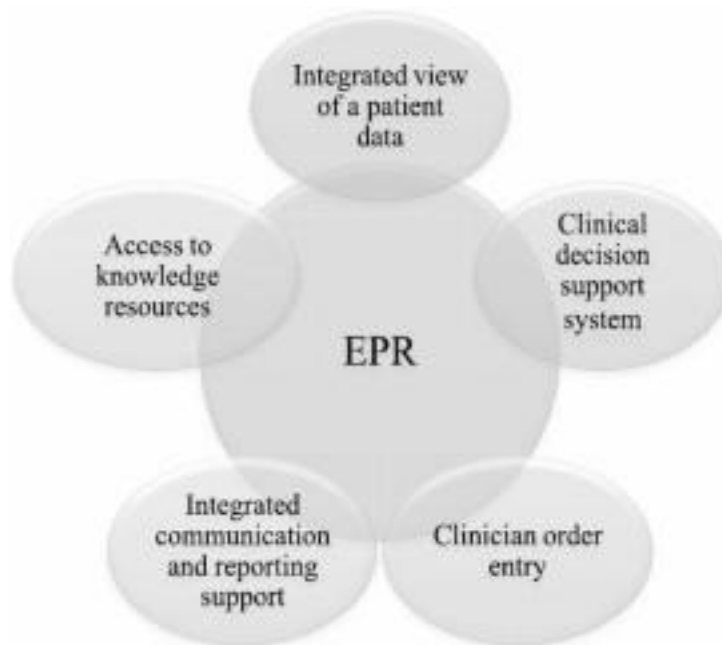 Integrated view
of a patient
data
Access to
knowledge
resources
Clinical
decision
support
system
EPR
Integrated
communication
and reporting
support
Clinician order
entry